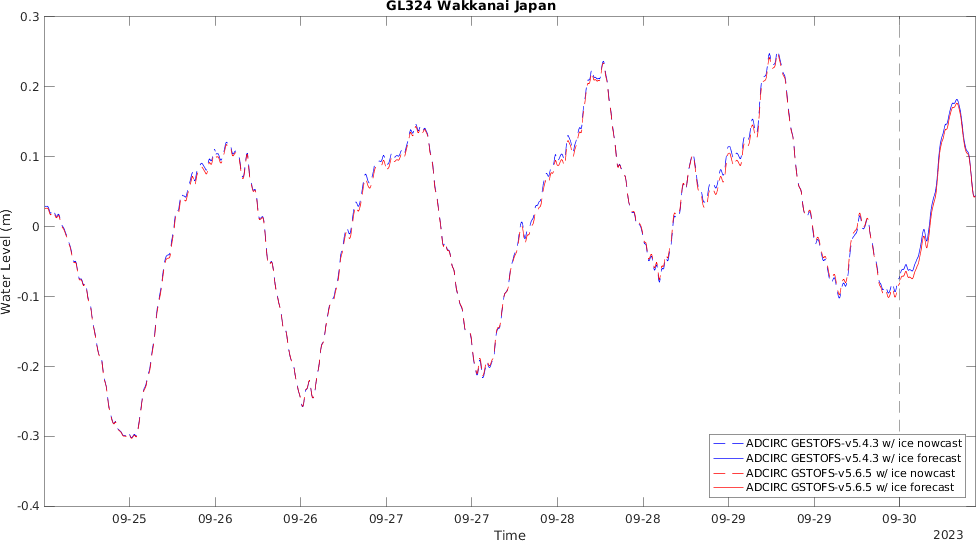 GL324 Wakkanai Japan
0.3
0.2
0.1
0
-0.1
-0.2
-0.3
-0.4
Water Level (m)
ADCIRC GESTOFS-v5.4.3 w/ ice nowcast
ADCIRC GESTOFS-v5.4.3 w/ ice forecast
ADCIRC GSTOFS-v5.6.5 w/ ice nowcast
ADCIRC GSTOFS-v5.6.5 w/ ice forecast
09-25 09-26 09-26 09-27 09-27 09-28 09-28 09-29 09-29 09-30
Time
2023